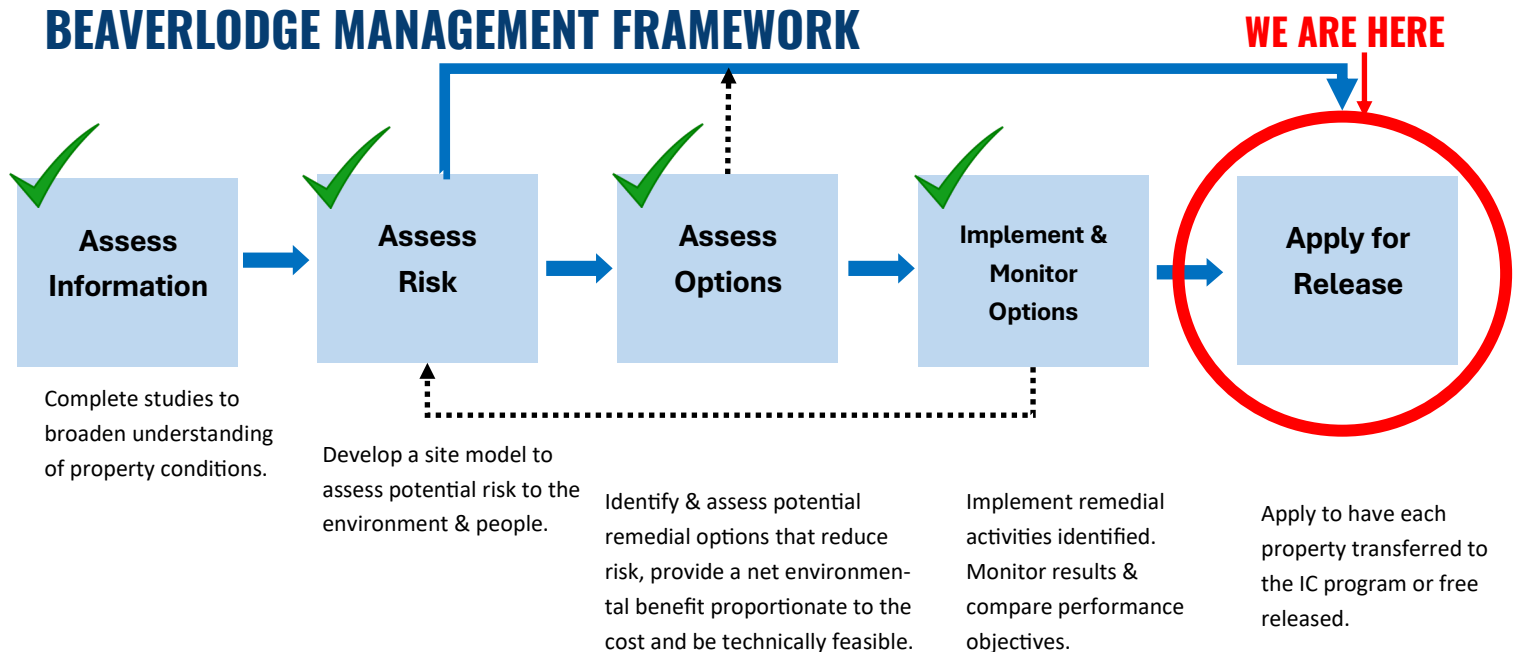 BEAVERLODGE MANAGEMENT FRAMEWORK
WE ARE HERE
Assess
Information
Assess
Risk
Assess
Options
Implement &
Monitor
Options
Apply for
Release
Complete studies to
broaden understanding
of property conditions.
Develop a site model to
assess potential risk to the
environment & people.
Identify & assess potential
remedial options that reduce
risk, provide a net environmen-
tal benefit proportionate to the
cost and be technically feasible.
Implement remedial
activities identified.
Monitor results &
compare performance
objectives.
Apply to have each
property transferred to
the IC program or free
released.